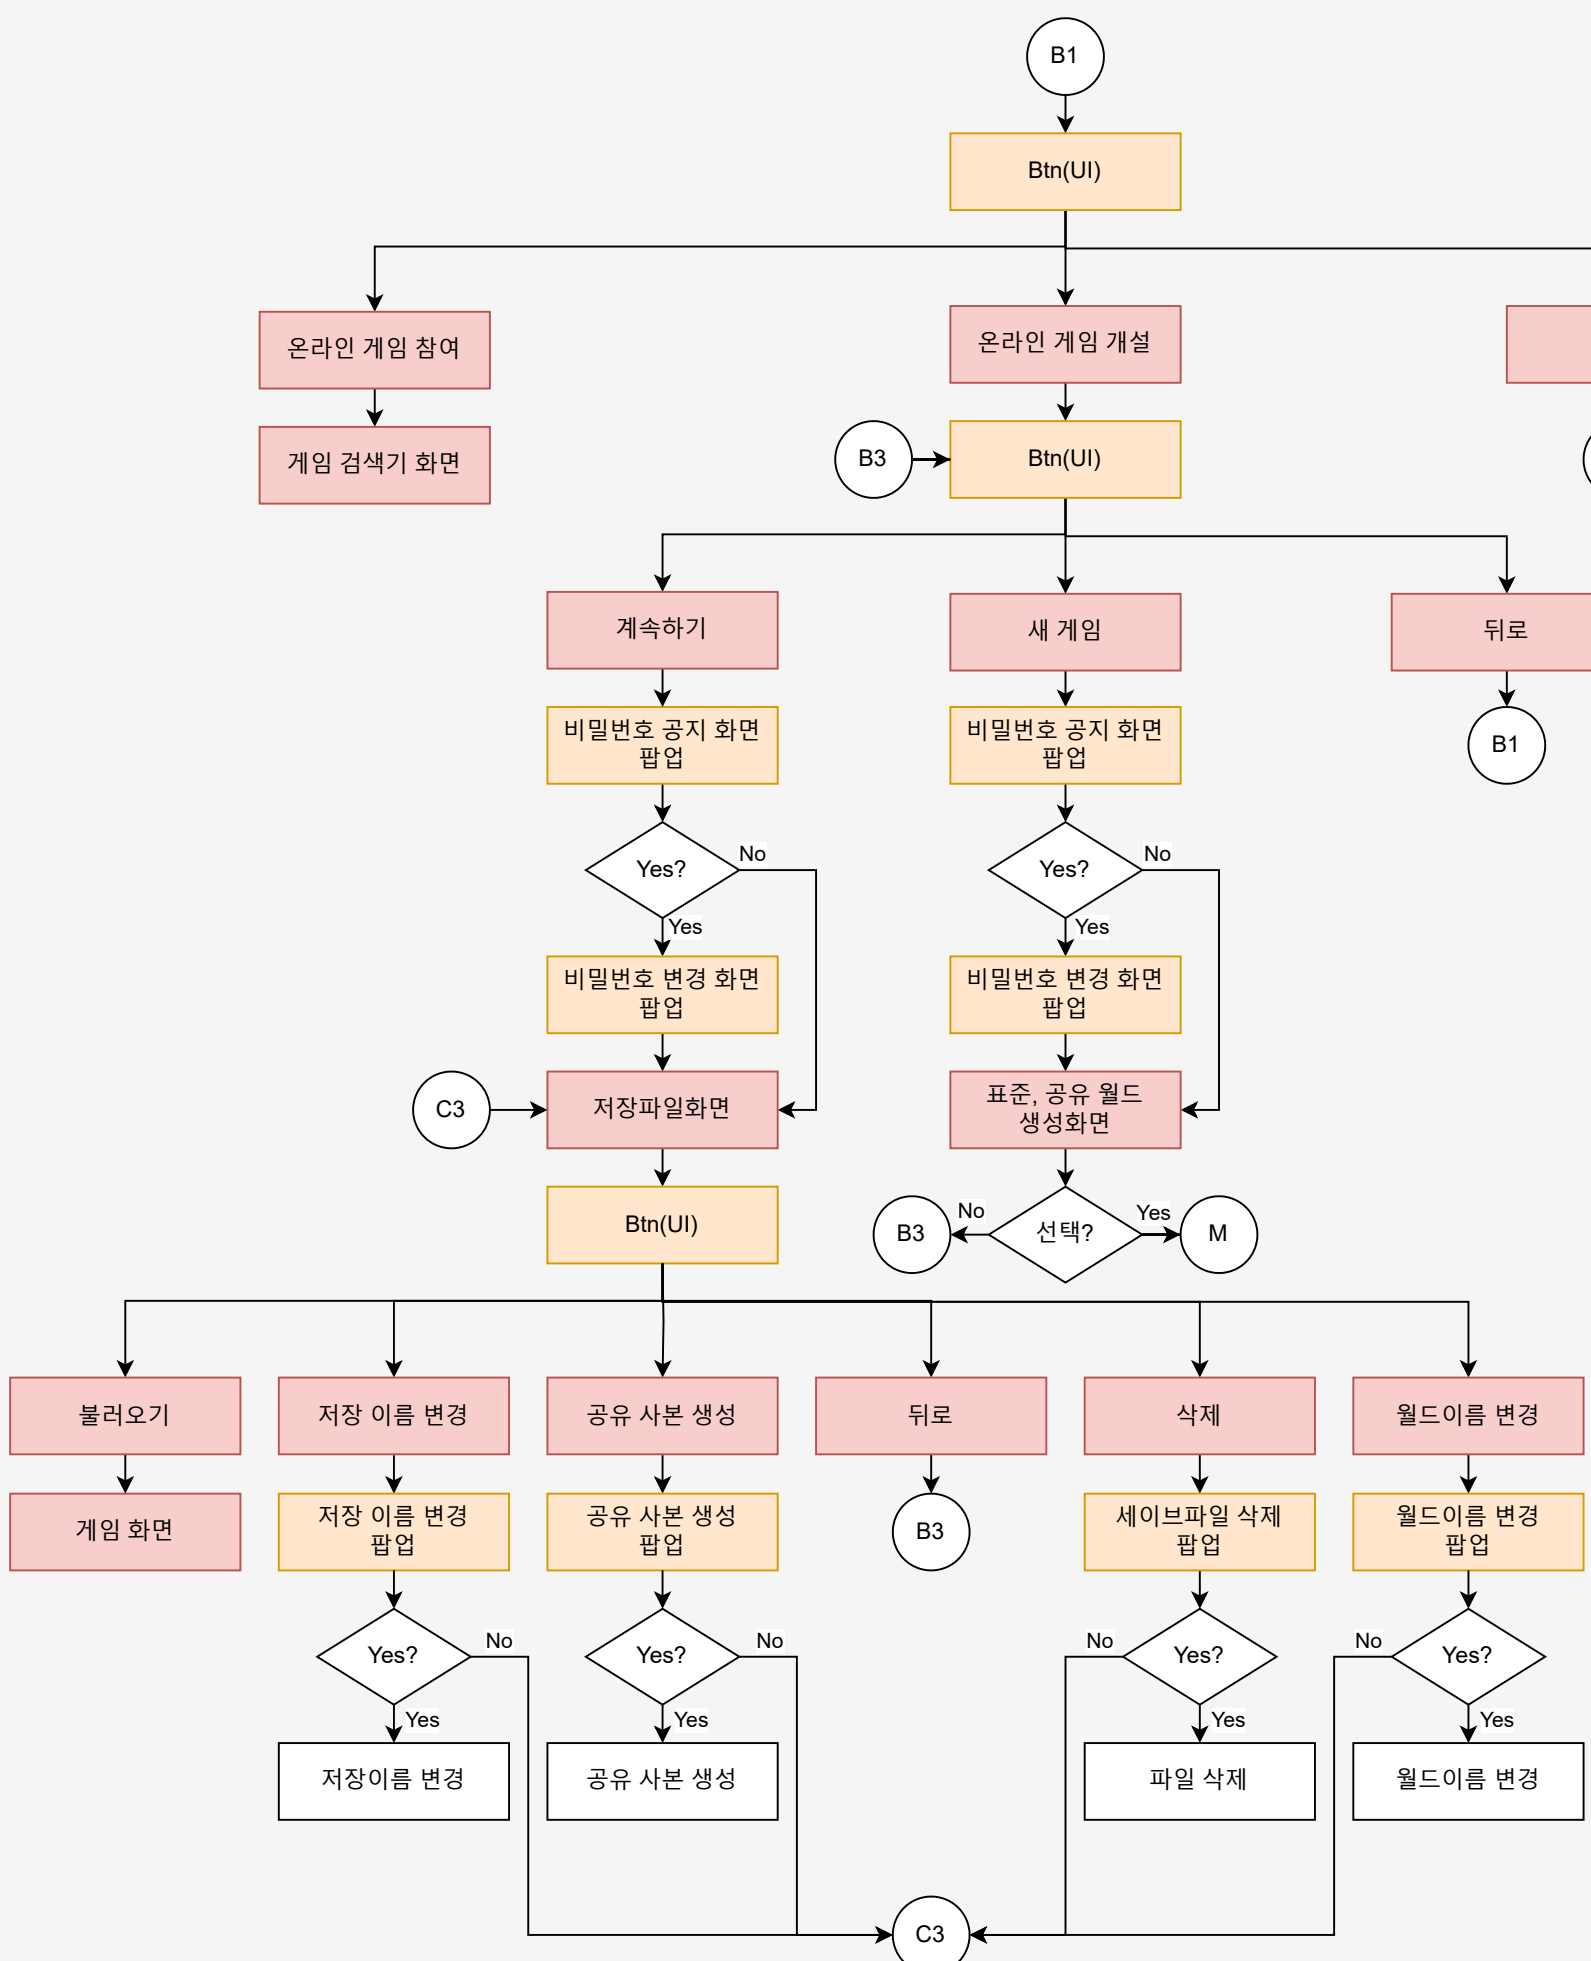 B1
Btn(UI)
온라인 게임 참여
온라인 게임 개설
게임 검색기 화면
B3
Btn(UI)
계속하기
새 게임
뒤로
비밀번호 공지 화면
팝업
비밀번호 공지 화면
팝업
B1
Yes?
No
Yes?
No
Yes
Yes
비밀번호 변경 화면
팝업
비밀번호 변경 화면
팝업
C3
저장파일화면
표준, 공유 월드
생성화면
Btn(UI)
B3
No
선택?
Yes
M
불러오기
저장 이름 변경
공유 사본 생성
뒤로
삭제
월드이름 변경
게임 화면
저장 이름 변경
팝업
공유 사본 생성
팝업
B3
세이브파일 삭제
팝업
월드이름 변경
팝업
Yes?
No
Yes?
No
No
Yes?
No
Yes?
Yes
Yes
Yes
Yes
저장이름 변경
공유 사본 생성
파일 삭제
월드이름 변경
C3